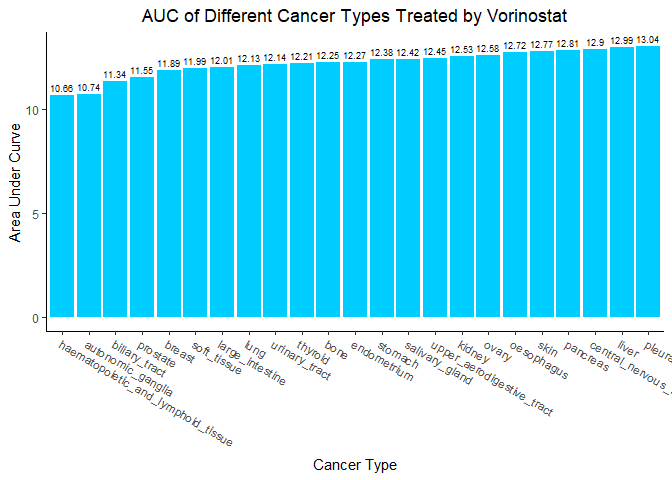 AUC of Different Cancer Types Treated by Vorinostat
10.66 10.74 11.34 11.55 11.89 11.99 12.01 12.13 12.14 12.21 12.25 12.27 12.38 12.42 12.45 12.53 12.58 12.72 12.77 12.81 12.9 12.99 13.04
Area Under Curve
10
5
0
haematopoietic_and_lymphoid_tissue
autonomic_ganglia
biliary_tract
prostate
breast
soft_tissue
large_intestine
lung
urinary_tract
thyroid
bone
endometrium
stomach
salivary_gland
upper_aerodigestive_tract
kidney
ovary
oesophagus
skin
pancreas
central_nervous_
liver
pleura
Cancer Type